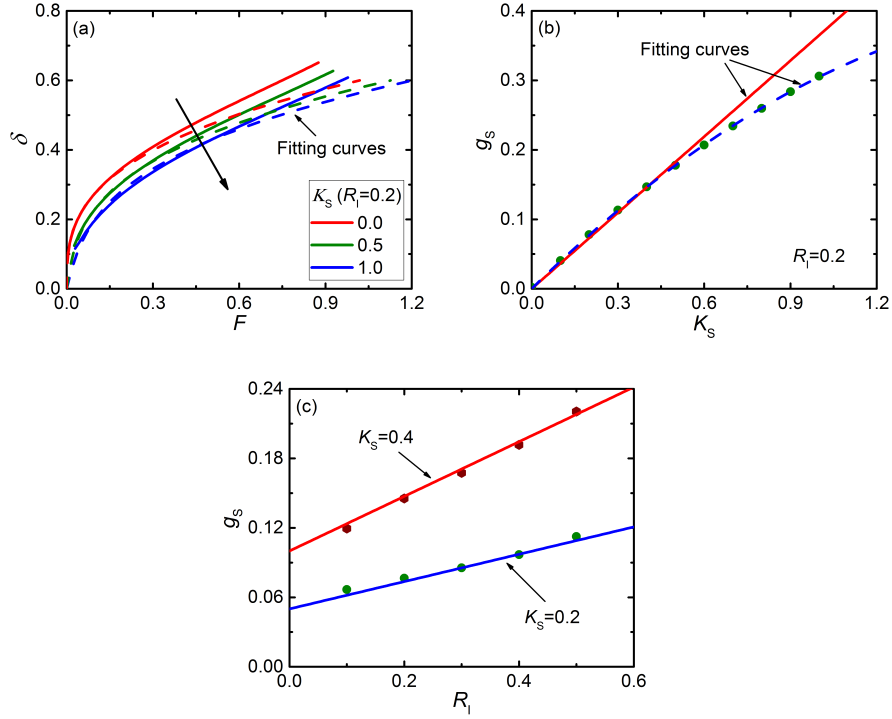 (a)
0.8
0.6
0.4
0.2
0.0
δ
Fitting curves
K_S (R_I=0.2)
0.0
0.5
1.0
0.0 0.3 0.6 0.9 1.2
F
(b)
0.4
0.3
0.2
0.1
0.0
g_S
Fitting curves
R_I=0.2
0.0 0.3 0.6 0.9 1.2
K_S
(c)
0.24
0.18
0.12
0.06
0.00
g_S
K_S=0.4
K_S=0.2
0.0 0.2 0.4 0.6
R_I